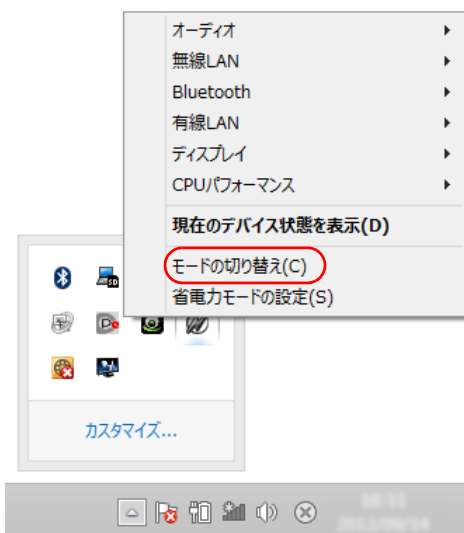 オーディオ
無線LAN
Bluetooth
有線LAN
ディスプレイ
CPUパフォーマンス
現在のデバイス状態を表示(D)
モードの切り替え(C)
省電力モードの設定(S)
SD
カスタマイズ...